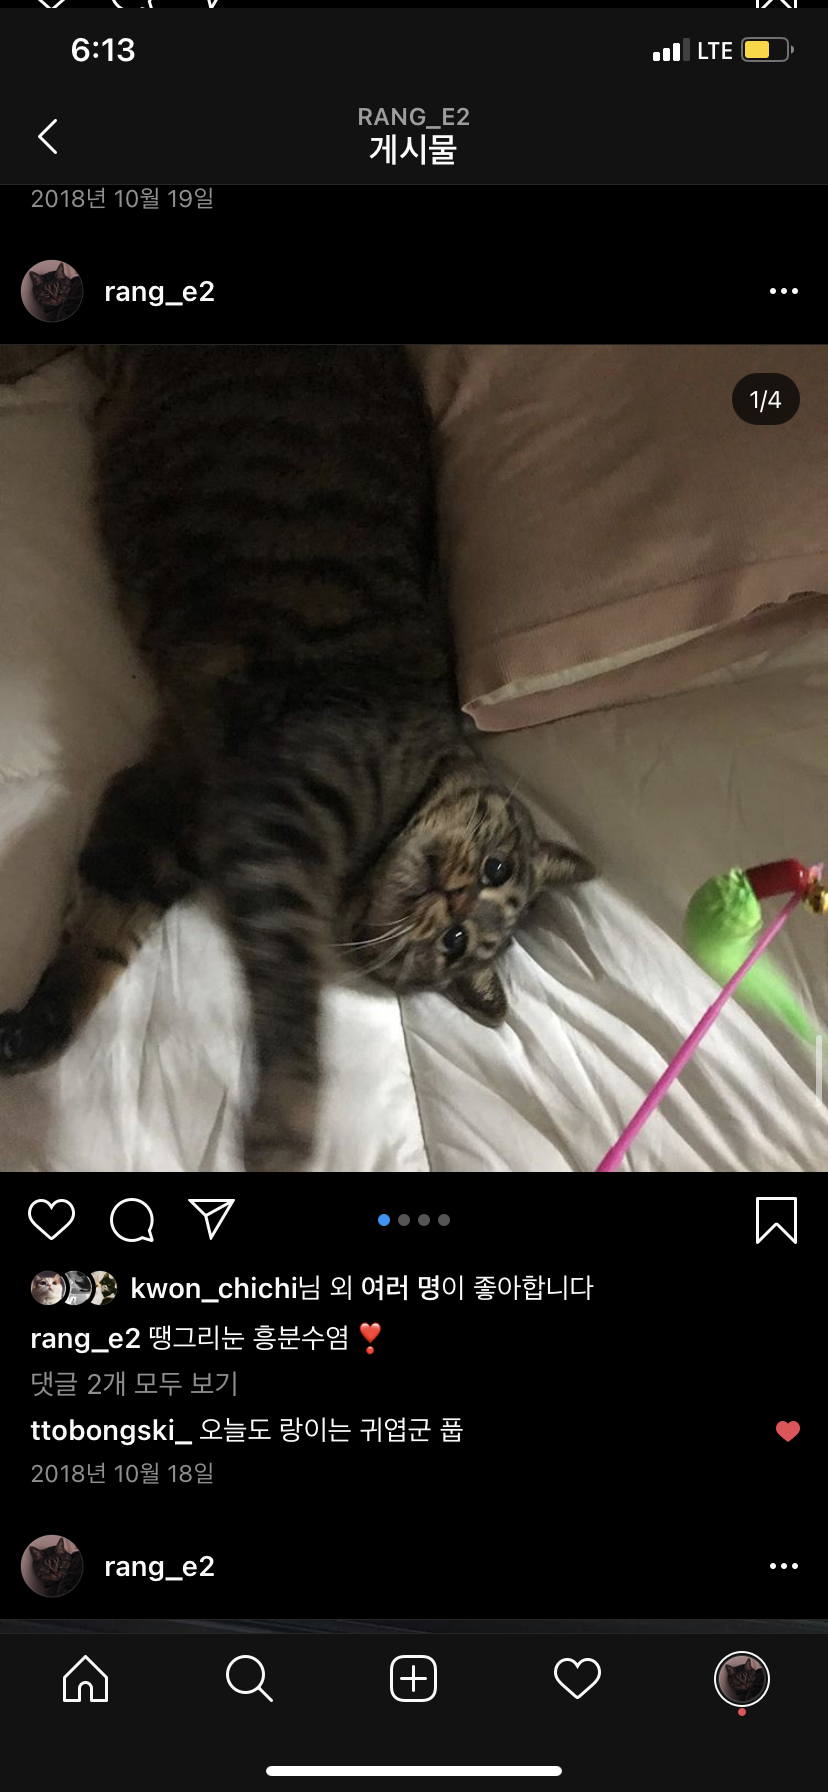 6:13
LTE
RANG_E2
게시물
2018년 10월 19일
rang_e2
1/4
kwon_chichi님 외 여러 명이 좋아합니다
rang_e2 땡그리눈 흥분수염❣️
댓글 2개 모두 보기
ttobongski_ 오늘도 랑이는 귀엽군 풉
2018년 10월 18일
rang_e2